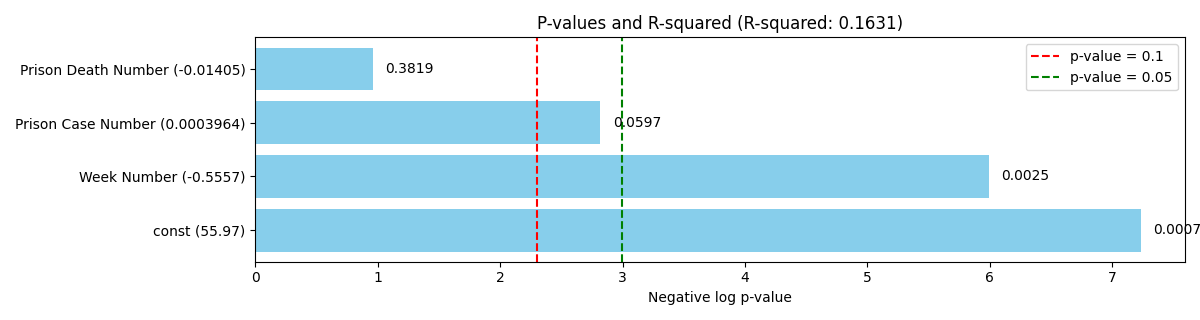 P-values and R-squared (R-squared: 0.1631)
p-value = 0.1
p-value = 0.05
Prison Death Number (-0.01405)
0.3819
Prison Case Number (0.0003964)
0.0597
Week Number (-0.5557)
0.0025
const (55.97)
0.0007
0 1 2 3 4 5 6 7
Negative log p-value